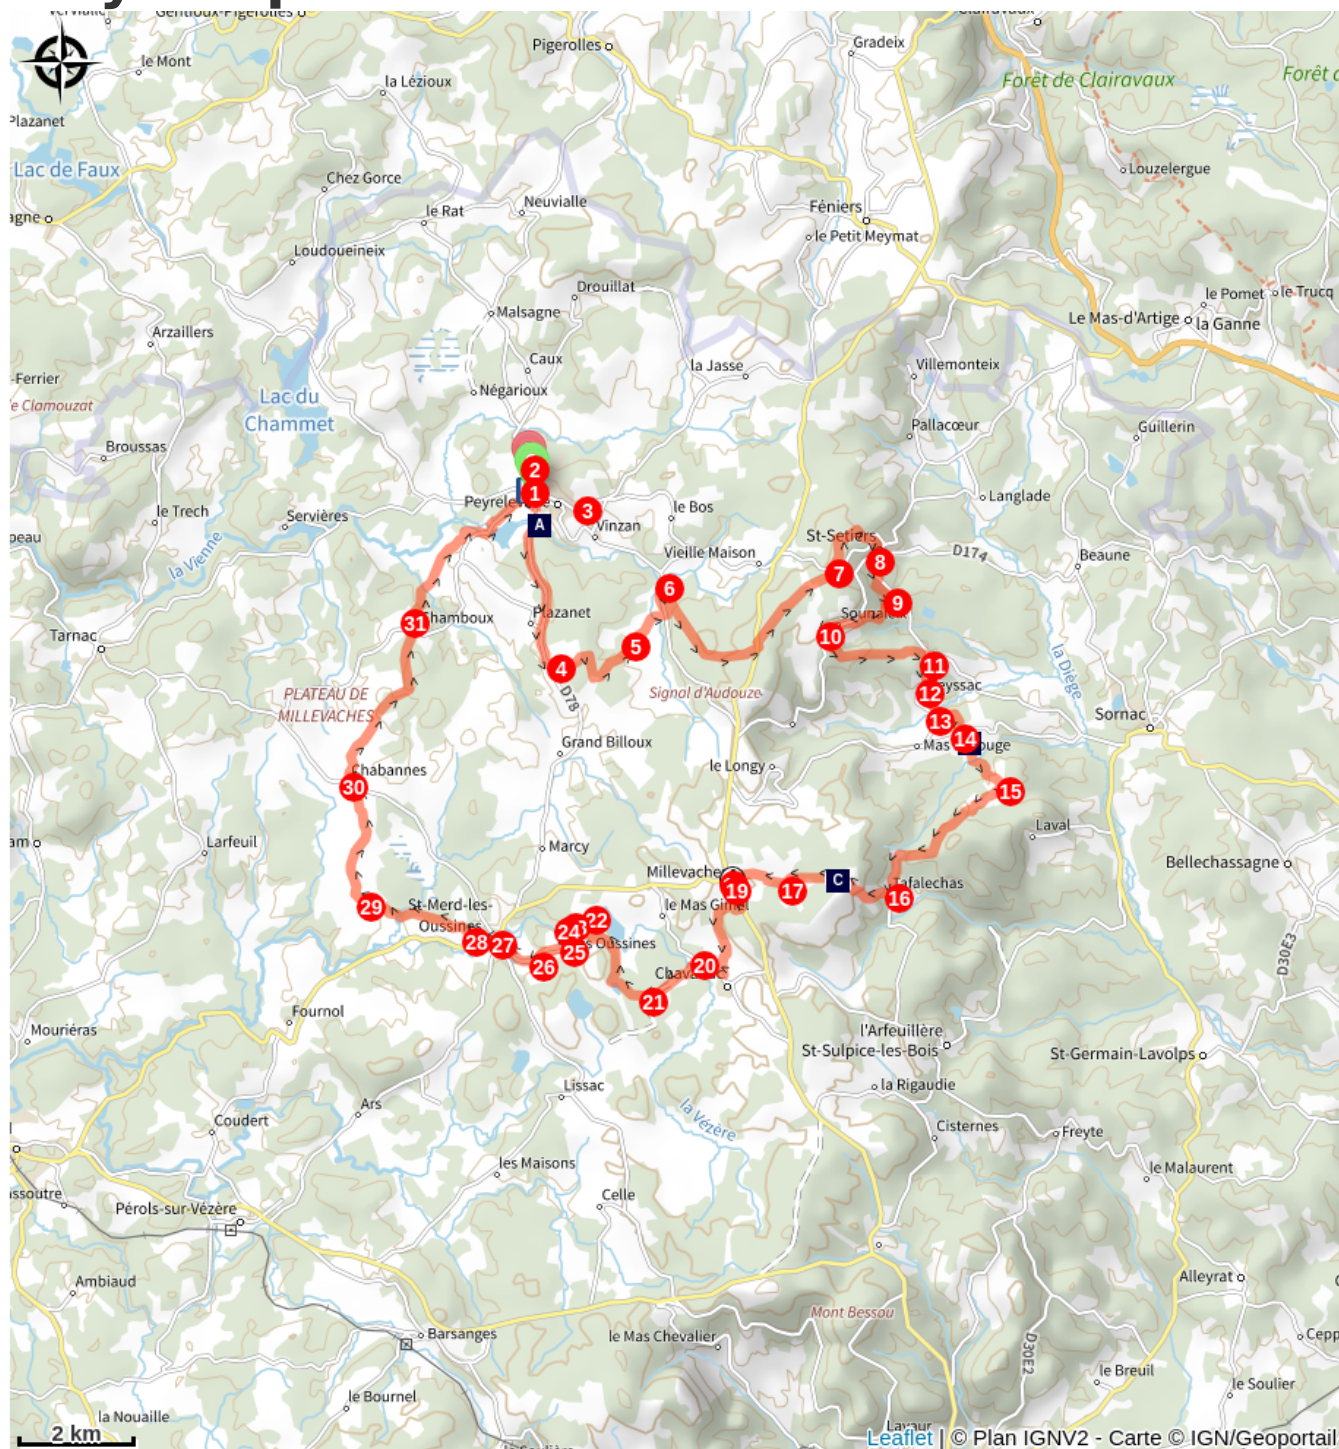 Gentioux-Pigerolles
Clairavaux
le Mont
Pigerolles
Gradeix
la Lézioux
Forêt de Clairavaux
Plazanet
Lac de Faux
Louzelergue
Chez Gorce
Neuvialle
le Rat
Féniers
le Petit Meymat
Loudoueineix
Drouillat
le Pomet
le Trucq
Malsagne
Le Mas-d'Artige
la Ganne
Arzaillers
Caux
la Jasse
Villemonteix
-Ferrier
Négarioux
Lac du
Chammet
Guillerin
Pallacœur
Broussas
2
1
Langlade
3
le Bos
le Trech
Servières
A
Vinzan
St-Setiers
la Vienne
Vieille Maison
D174
Beaune
8
7
6
9
Plazanet
31
Chamboux
Tarnac
10
5
4
11
la Diège
12
PLATEAU DE
MILLEVACHES
Signal d'Audouze
D78
13
Sornac
14
Grand Billoux
le Longy
Chabannes
30
15
Laval
Larfeuil
Marcy
Bellechassagne
Millevaches
C
Tafalechas
19
17
16
29
St-Merd-les-
Oussines
le Mas Gimel
22
24
28
27
25
26
20
D30E3
21
Fournol
Mouriéras
l'Arfeuillère
St-Sulpice-les-Bois
St-Germain-Lavolps
Lissac
la Rigaudie
Ars
la Vézère
Coudert
Cisternes
Freyte
les Maisons
le Malaurent
Celle
Pérols-sur-Vézère
Ambiaud
Alleyrat
Mont Bessou
Barsanges
le Mas Chevalier
D30E2
le Breuil
le Bournel
le Soulier
la Nouaille
2 km
Leaflet | © Plan IGNV2 - Carte © IGN/Geoportail